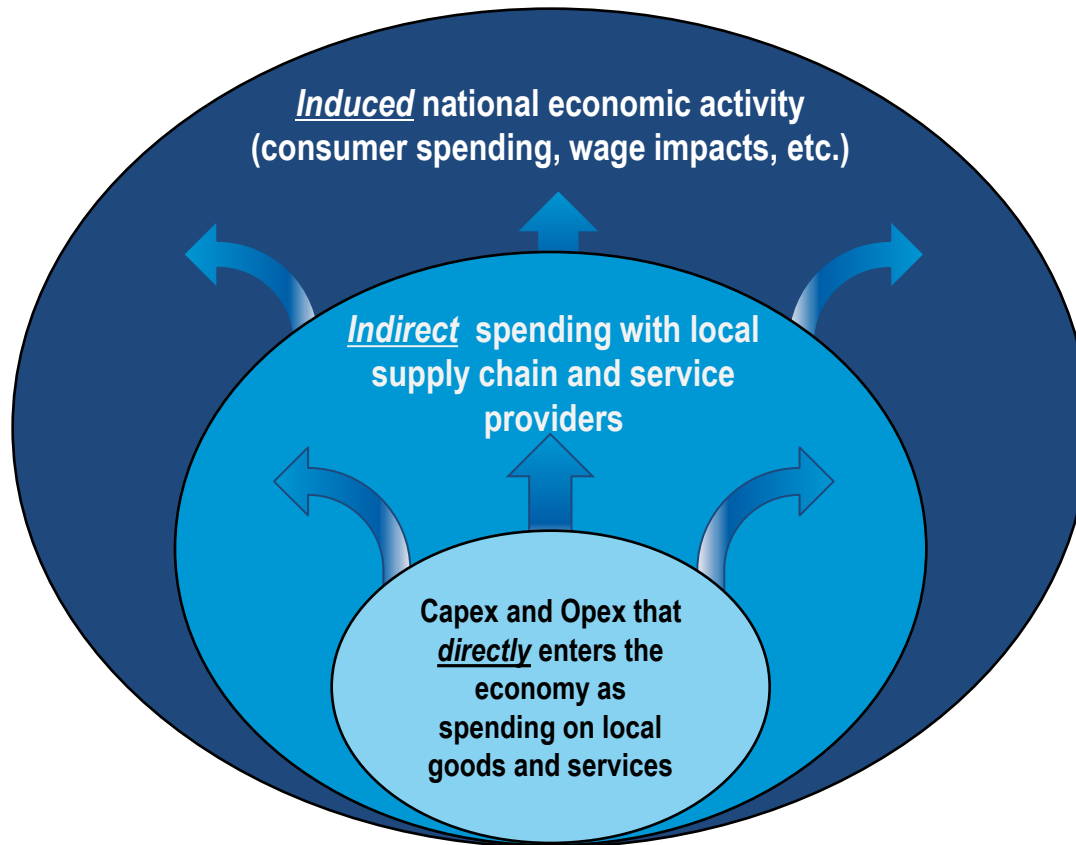 Induced national economic activity
(consumer spending, wage impacts, etc.)
Indirect spending with local
supply chain and service
providers
Capex and Opex that
directly enters the
economy as
spending on local
goods and services